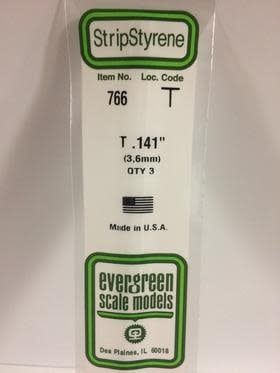 StripStyrene
Item No. Loc. Code
766 T
T .141"
(3,6mm)
QTY 3
Made in U.S.A.
evergreen
scale models
Des Plaines, IL 60018